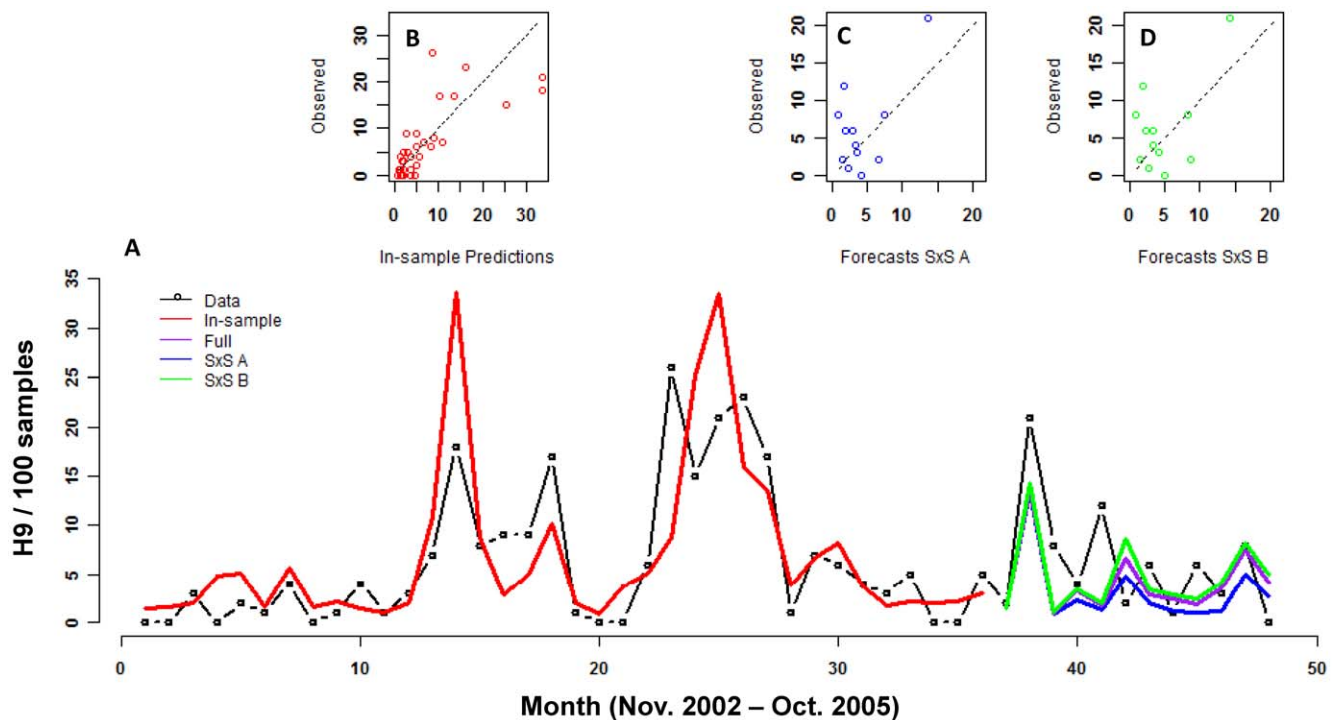 B
Observed
0 10 20 30
0 10 20 30
In-sample Predictions
C
Observed
0 5 10 15 20
0 5 10 20
Forecasts SxS A
D
Observed
0 5 10 15 20
0 5 10 20
Forecasts SxS B
A
H9 / 100 samples
0 5 10 15 20 25 30 35
Data
In-sample
Full
SxS A
SxS B
0 10 20 30 40 50
Month (Nov. 2002 – Oct. 2005)